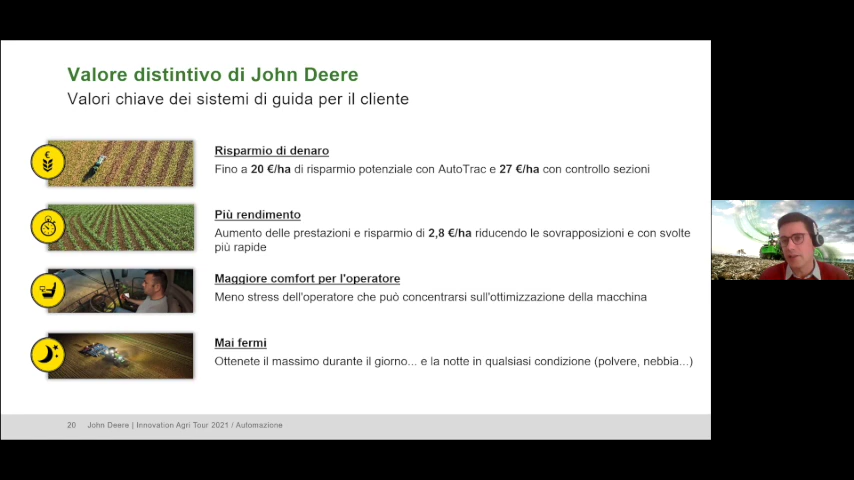 Valore distintivo di John Deere
Valori chiave dei sistemi di guida per il cliente
€
Risparmio di denaro
Fino a 20 €/ha di risparmio potenziale con AutoTrac e 27 €/ha con controllo sezioni
Più rendimento
Aumento delle prestazioni e risparmio di 2,8 €/ha riducendo le sovrapposizioni e con svolte
più rapide
Maggiore comfort per l'operatore
Meno stress dell'operatore che può concentrarsi sull'ottimizzazione della macchina
Mai fermi
Ottenete il massimo durante il giorno... e la notte in qualsiasi condizione (polvere, nebbia...)
20 John Deere | Innovation Agri Tour 2021 / Automazione